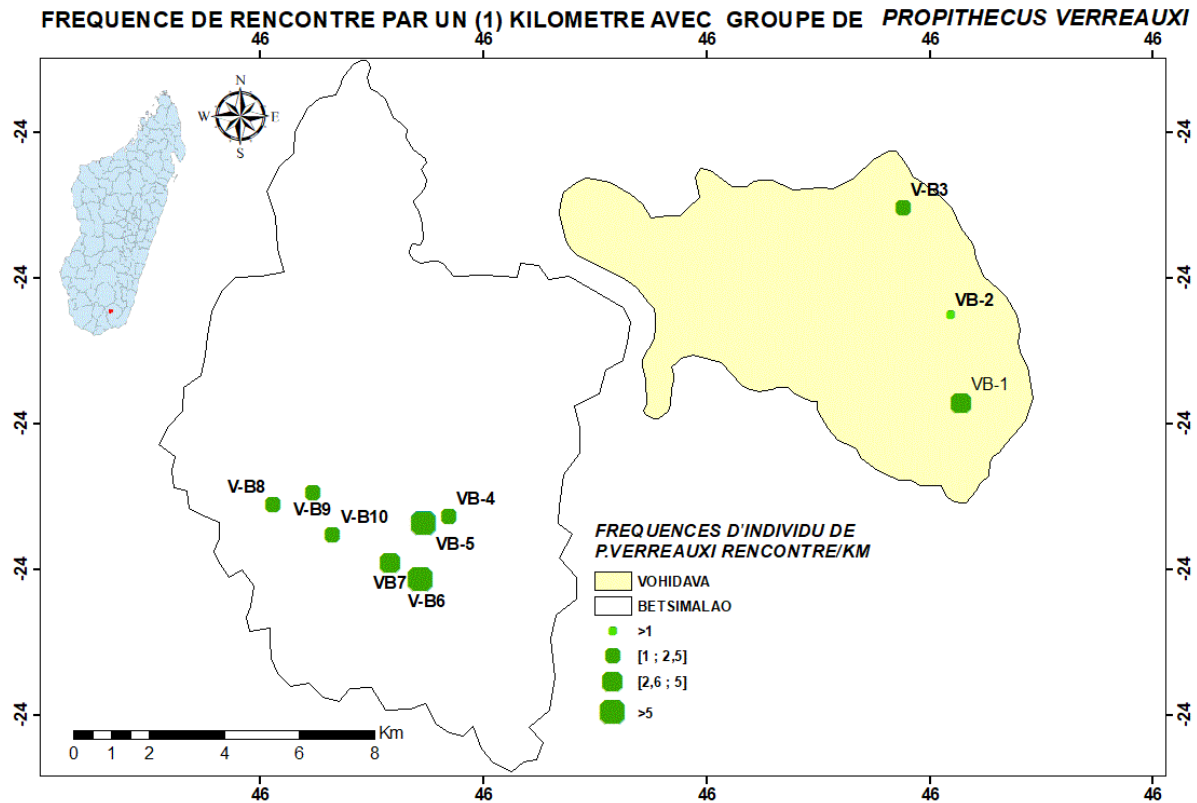 FREQUENCE DE RENCONTRE PAR UN (1) KILOMETRE AVEC GROUPE DE PROPITHECUS VERREAUXI
46 46 46 46 46
N
W E
S
-24 -24
V-B3
-24 -24
VB-2
VB-1
-24 -24
V-B8
V-B9
V-B10
VB-4
VB-5
VB7
V-B6
-24 -24
FREQUENCES D'INDIVIDU DE
P.VERREAUXI RENCONTRE/KM
VOHIDAVA
BETSIMALAO
>1
[1 ; 2,5]
[2,6 ; 5]
>5
-24 -24
Km
0 1 2 4 6 8
46 46 46 46 46